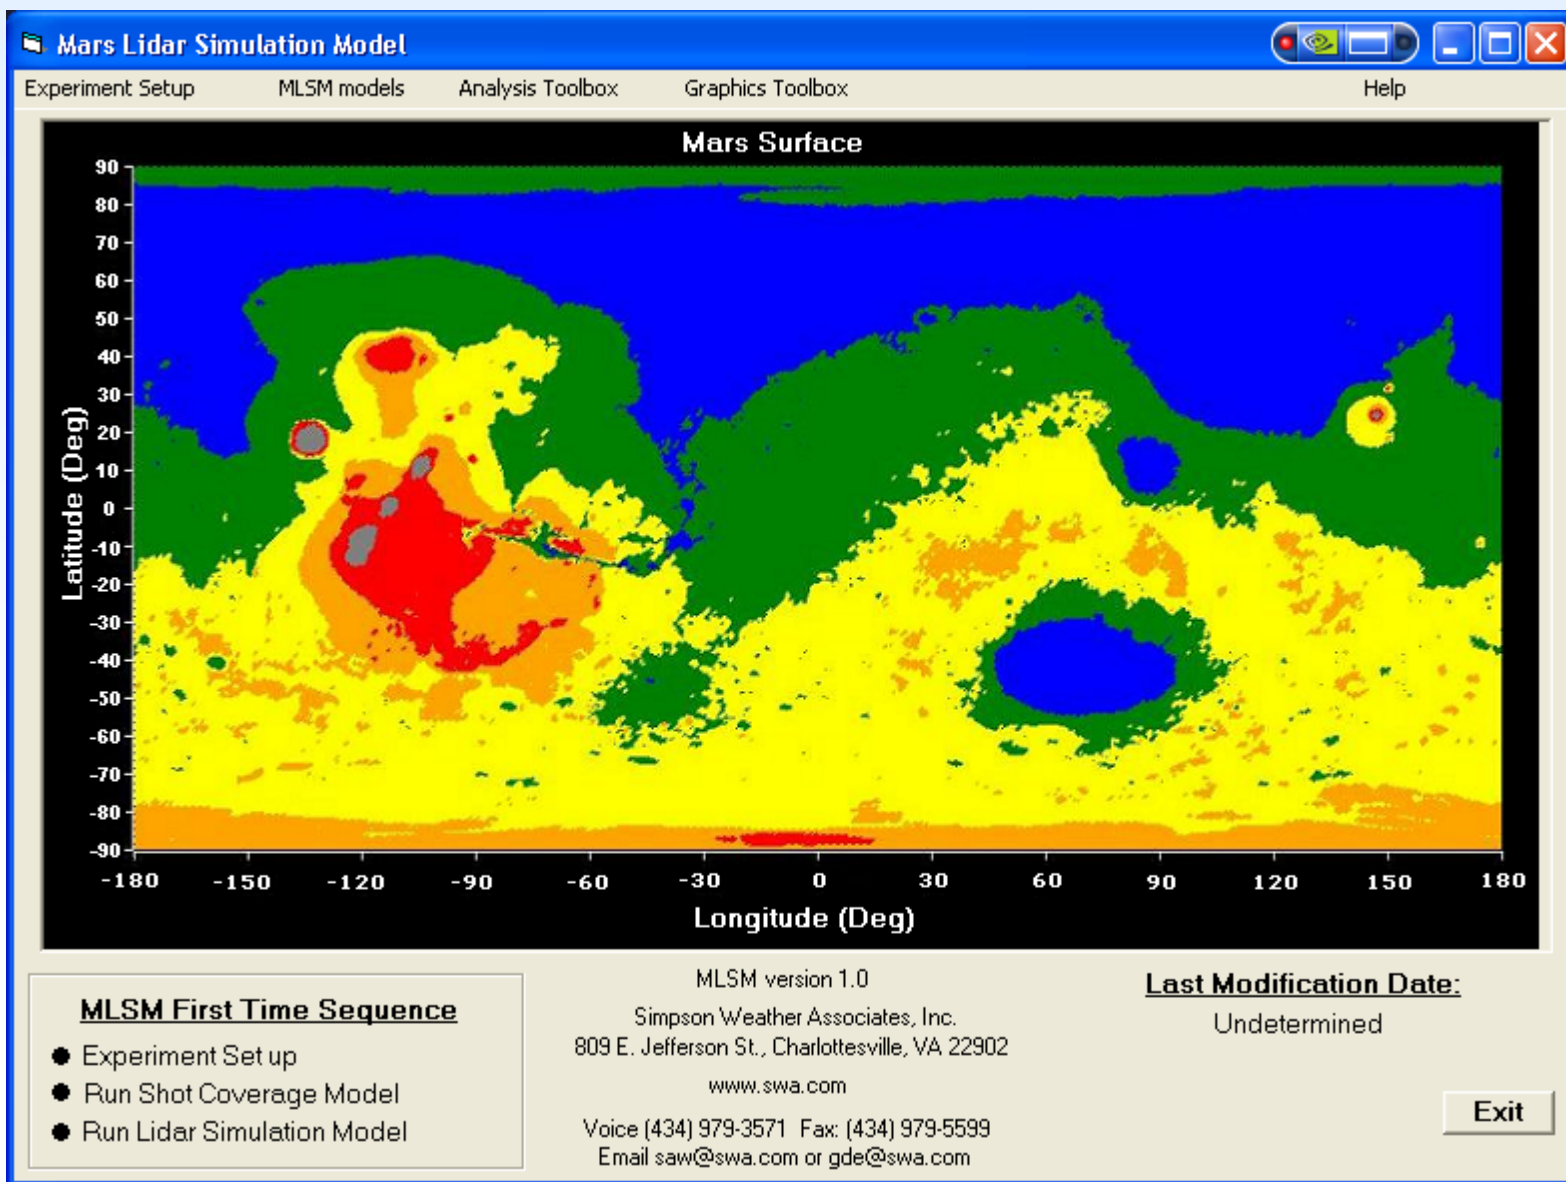 Mars Lidar Simulation Model
Experiment Setup MLSM models Analysis Toolbox Graphics Toolbox Help
Mars Surface
90
80
70
60
50
40
30
20
10
0
-10
-20
-30
-40
-50
-60
-70
-80
-90
Latitude (Deg)
-180 -150 -120 -90 -60 -30 0 30 60 90 120 150 180
Longitude (Deg)
MLSM First Time Sequence
Experiment Set up
Run Shot Coverage Model
Run Lidar Simulation Model
MLSM version 1.0
Simpson Weather Associates, Inc.
809 E. Jefferson St., Charlottesville, VA 22902
www.swa.com
Voice (434) 979-3571 Fax: (434) 979-5599
Email saw@swa.com or gde@swa.com
Last Modification Date:
Undetermined
Exit